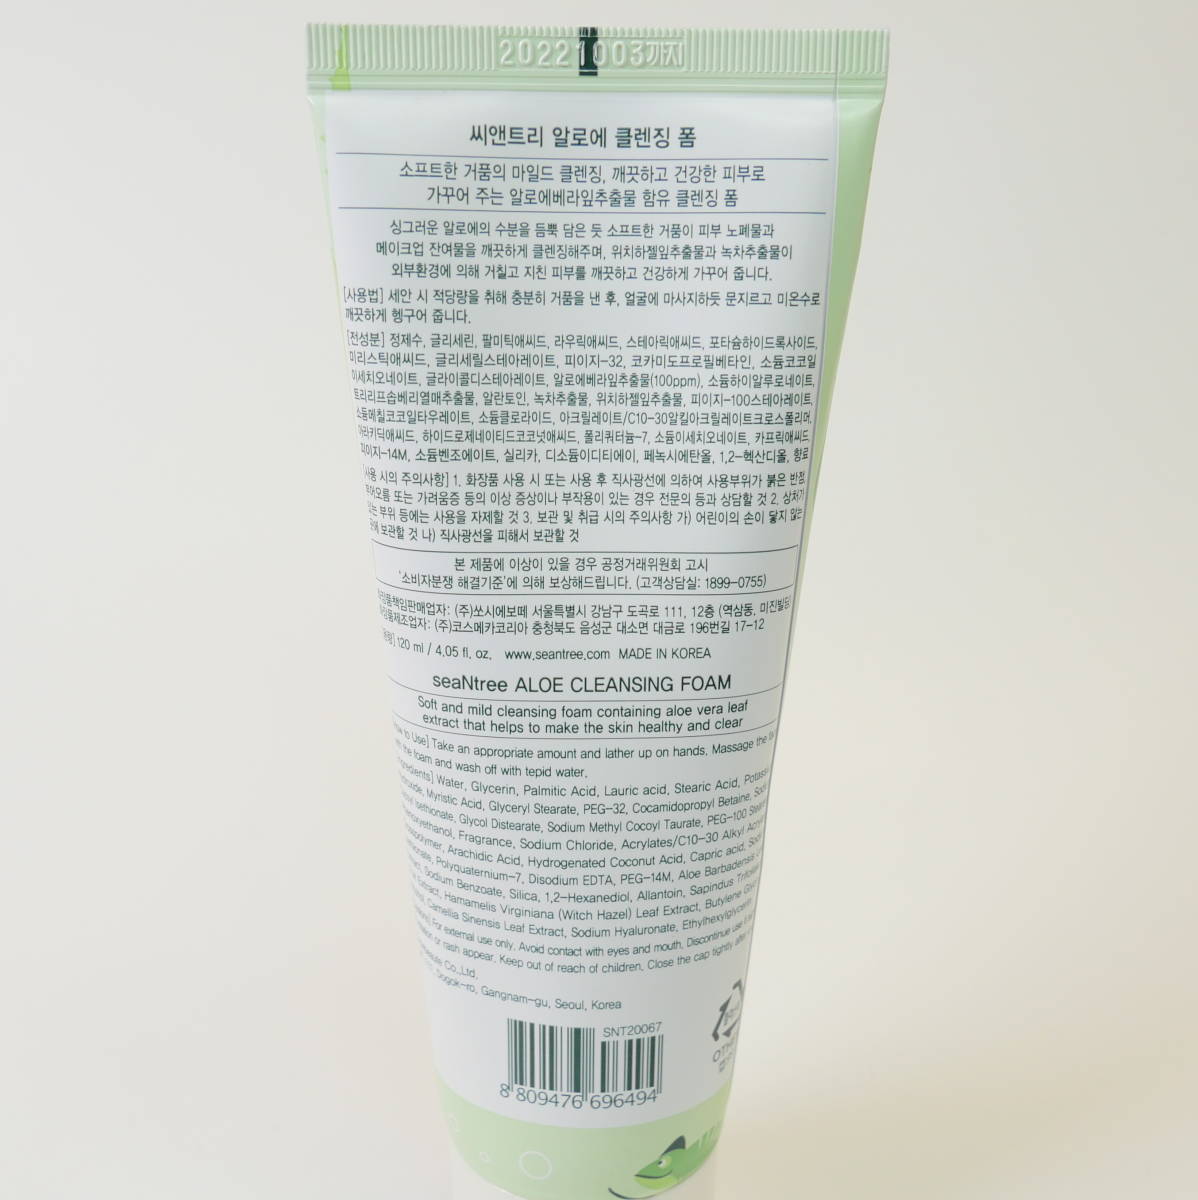 20221003까지
씨앤트리 알로에 클렌징 폼
소프트한 거품의 마일드 클렌징, 깨끗하고 건강한 피부로
가꾸어 주는 알로에베라잎추출물 함유 클렌징 폼
싱그러운 알로에의 수분을 듬뿍 담은 듯 소프트한 거품이 피부 노폐물과
메이크업 잔여물을 깨끗하게 클렌징해주며, 위치하젤잎추출물과 녹차추출물이
외부환경에 의해 거칠고 지친 피부를 깨끗하고 건강하게 가꾸어 줍니다.
[사용법] 세안 시 적당량을 취해 충분히 거품을 낸 후, 얼굴에 마사지하듯 문지르고 미온수로
깨끗하게 헹구어 줍니다.
[전성분] 정제수, 글리세린, 팔미틱애씨드, 라우릭애씨드, 스테아릭애씨드, 포타슘하이드록사이드,
미리스틱애씨드, 글리세릴스테아레이트, 피이지-32, 코카미도프로필베타인, 소듐코코일
이세치오네이트, 글라이콜디스테아레이트, 알로에베라잎추출물(100ppm), 소듐하이알루로네이트,
트리리프솝베리열매추출물, 알란토인, 녹차추출물, 위치하젤잎추출물, 피이지-100스테아레이트,
소듐메칠코코일타우레이트, 소듐클로라이드, 아크릴레이트/C10-30알킬아크릴레이트크로스폴리머,
아라키딕애씨드, 하이드로제네이티드코코넛애씨드, 폴리쿼터늄-7, 소듐이세치오네이트, 카프릭애씨드,
피이지-14M, 소듐벤조에이트, 실리카, 디소듐이디티에이, 페녹시에탄올, 1,2-헥산디올, 향료
[사용 시의 주의사항] 1. 화장품 사용 시 또는 사용 후 직사광선에 의하여 사용부위가 붉은 반점,
부어오름 또는 가려움증 등의 이상 증상이나 부작용이 있는 경우 전문의 등과 상담할 것 2. 상처가
있는 부위 등에는 사용을 자제할 것 3. 보관 및 취급 시의 주의사항 가) 어린이의 손이 닿지 않는
곳에 보관할 것 나) 직사광선을 피해서 보관할 것
본 제품에 이상이 있을 경우 공정거래위원회 고시
'소비자분쟁 해결기준'에 의해 보상해드립니다. (고객상담실: 1899-0755)
화장품책임판매업자: (주)쏘시에보떼 서울특별시 강남구 도곡로 111, 12층 (역삼동, 미진빌딩)
화장품제조업자: (주)코스메카코리아 충청북도 음성군 대소면 대금로 196번길 17-12
120 ml / 4.05 fl. oz. www.seantree.com MADE IN KOREA
seaNtree ALOE CLEANSING FOAM
Soft and mild cleansing foam containing aloe vera leaf
extract that helps to make the skin healthy and clear
to Use] Take an appropriate amount and lather up on hands. Massage the
the foam and wash off with tepid water.
Water, Glycerin, Palmitic Acid, Lauric acid, Stearic Acid,
Myristic Acid, Glyceryl Stearate, PEG-32, Cocamidopropyl Betaine,
Isethionate, Glycol Distearate, Sodium Methyl Cocoyl Taurate, PEG-100
Fragrance, Sodium Chloride, Acrylates/C10-30 Alkyl
Arachidic Acid, Hydrogenated Coconut Acid, Capric acid,
Polyquaternium-7, Disodium EDTA, PEG-14M, Aloe Barbadensis
Sodium Benzoate, Silica, 1,2-Hexanediol, Allantoin, Sapindus
Extract, Hamamelis Virginiana (Witch Hazel) Leaf Extract, Butylene
Camellia Sinensis Leaf Extract, Sodium Hyaluronate, Ethylhexylglycerin
For external use only. Avoid contact with eyes and mouth. Discontinue use
or rash appear. Keep out of reach of children. Close the cap tightly after
Co.,Ltd.
Dogok-ro, Gangnam-gu, Seoul, Korea
SNT20067
8 809476 696494